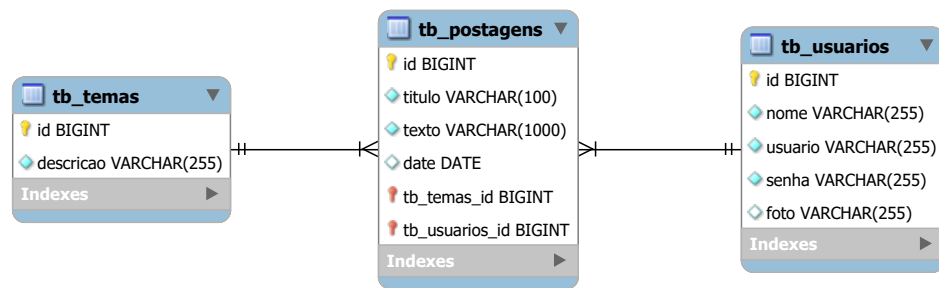 tb_temas
id BIGINT
descricao VARCHAR(255)
Indexes
tb_postagens
id BIGINT
titulo VARCHAR(100)
texto VARCHAR(1000)
date DATE
tb_temas_id BIGINT
tb_usuarios_id BIGINT
Indexes
tb_usuarios
id BIGINT
nome VARCHAR(255)
usuario VARCHAR(255)
senha VARCHAR(255)
foto VARCHAR(255)
Indexes